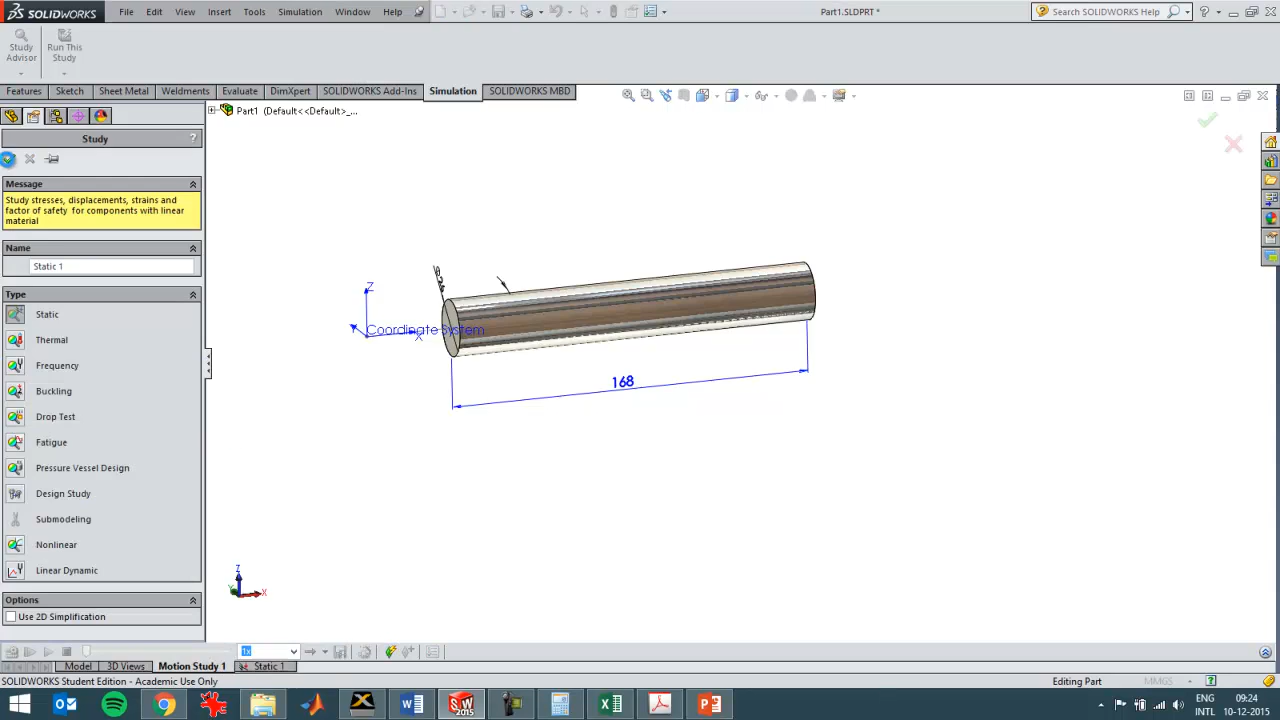 SOLIDWORKS
File Edit View Insert Tools Simulation Window Help
Part1.SLDPRT *
Search SOLIDWORKS Help
Study Advisor
Run This Study
Features Sketch Sheet Metal Weldments Evaluate DimXpert SOLIDWORKS Add-Ins Simulation SOLIDWORKS MBD
Part1 (Default<<Default>_...
Study
?
Message
Study stresses, displacements, strains and
factor of safety for components with linear
material
Name
Static 1
Type
Static
Thermal
Frequency
Buckling
Drop Test
Fatigue
Pressure Vessel Design
Design Study
Submodeling
Nonlinear
Linear Dynamic
Options
Use 2D Simplification
Z
Y Coordinate System
X
168
Z
Y X
1x
Model 3D Views Motion Study 1 Static 1
SOLIDWORKS Student Edition - Academic Use Only
Editing Part
MMGS
ENG 09:24
INTL 10-12-2015
SW
2015